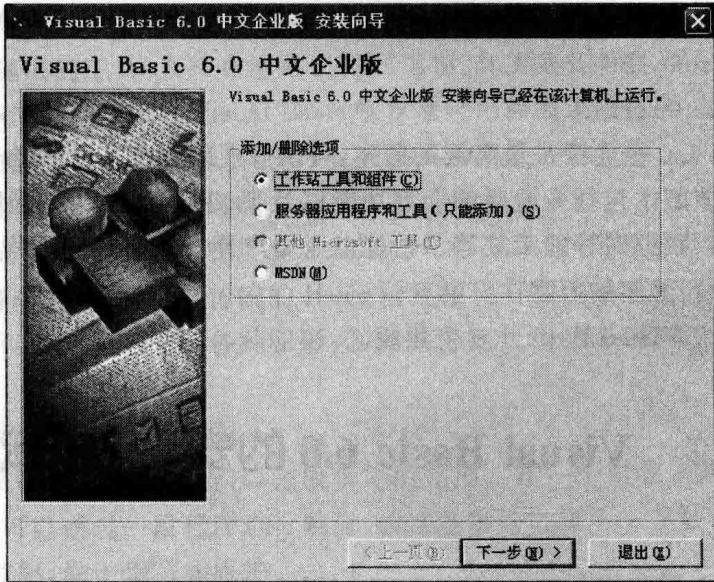 Visual Basic 6.0 中文企业版 安装向导
Visual Basic 6.0 中文企业版
Visual Basic 6.0 中文企业版 安装向导已经在该计算机上运行。
添加/删除选项
工作站工具和组件(C)
服务器应用程序和工具(只能添加)(S)
其他 Microsoft 工具(T)
MSDN(M)
<上一页(B)
下一步(N) >
退出(X)